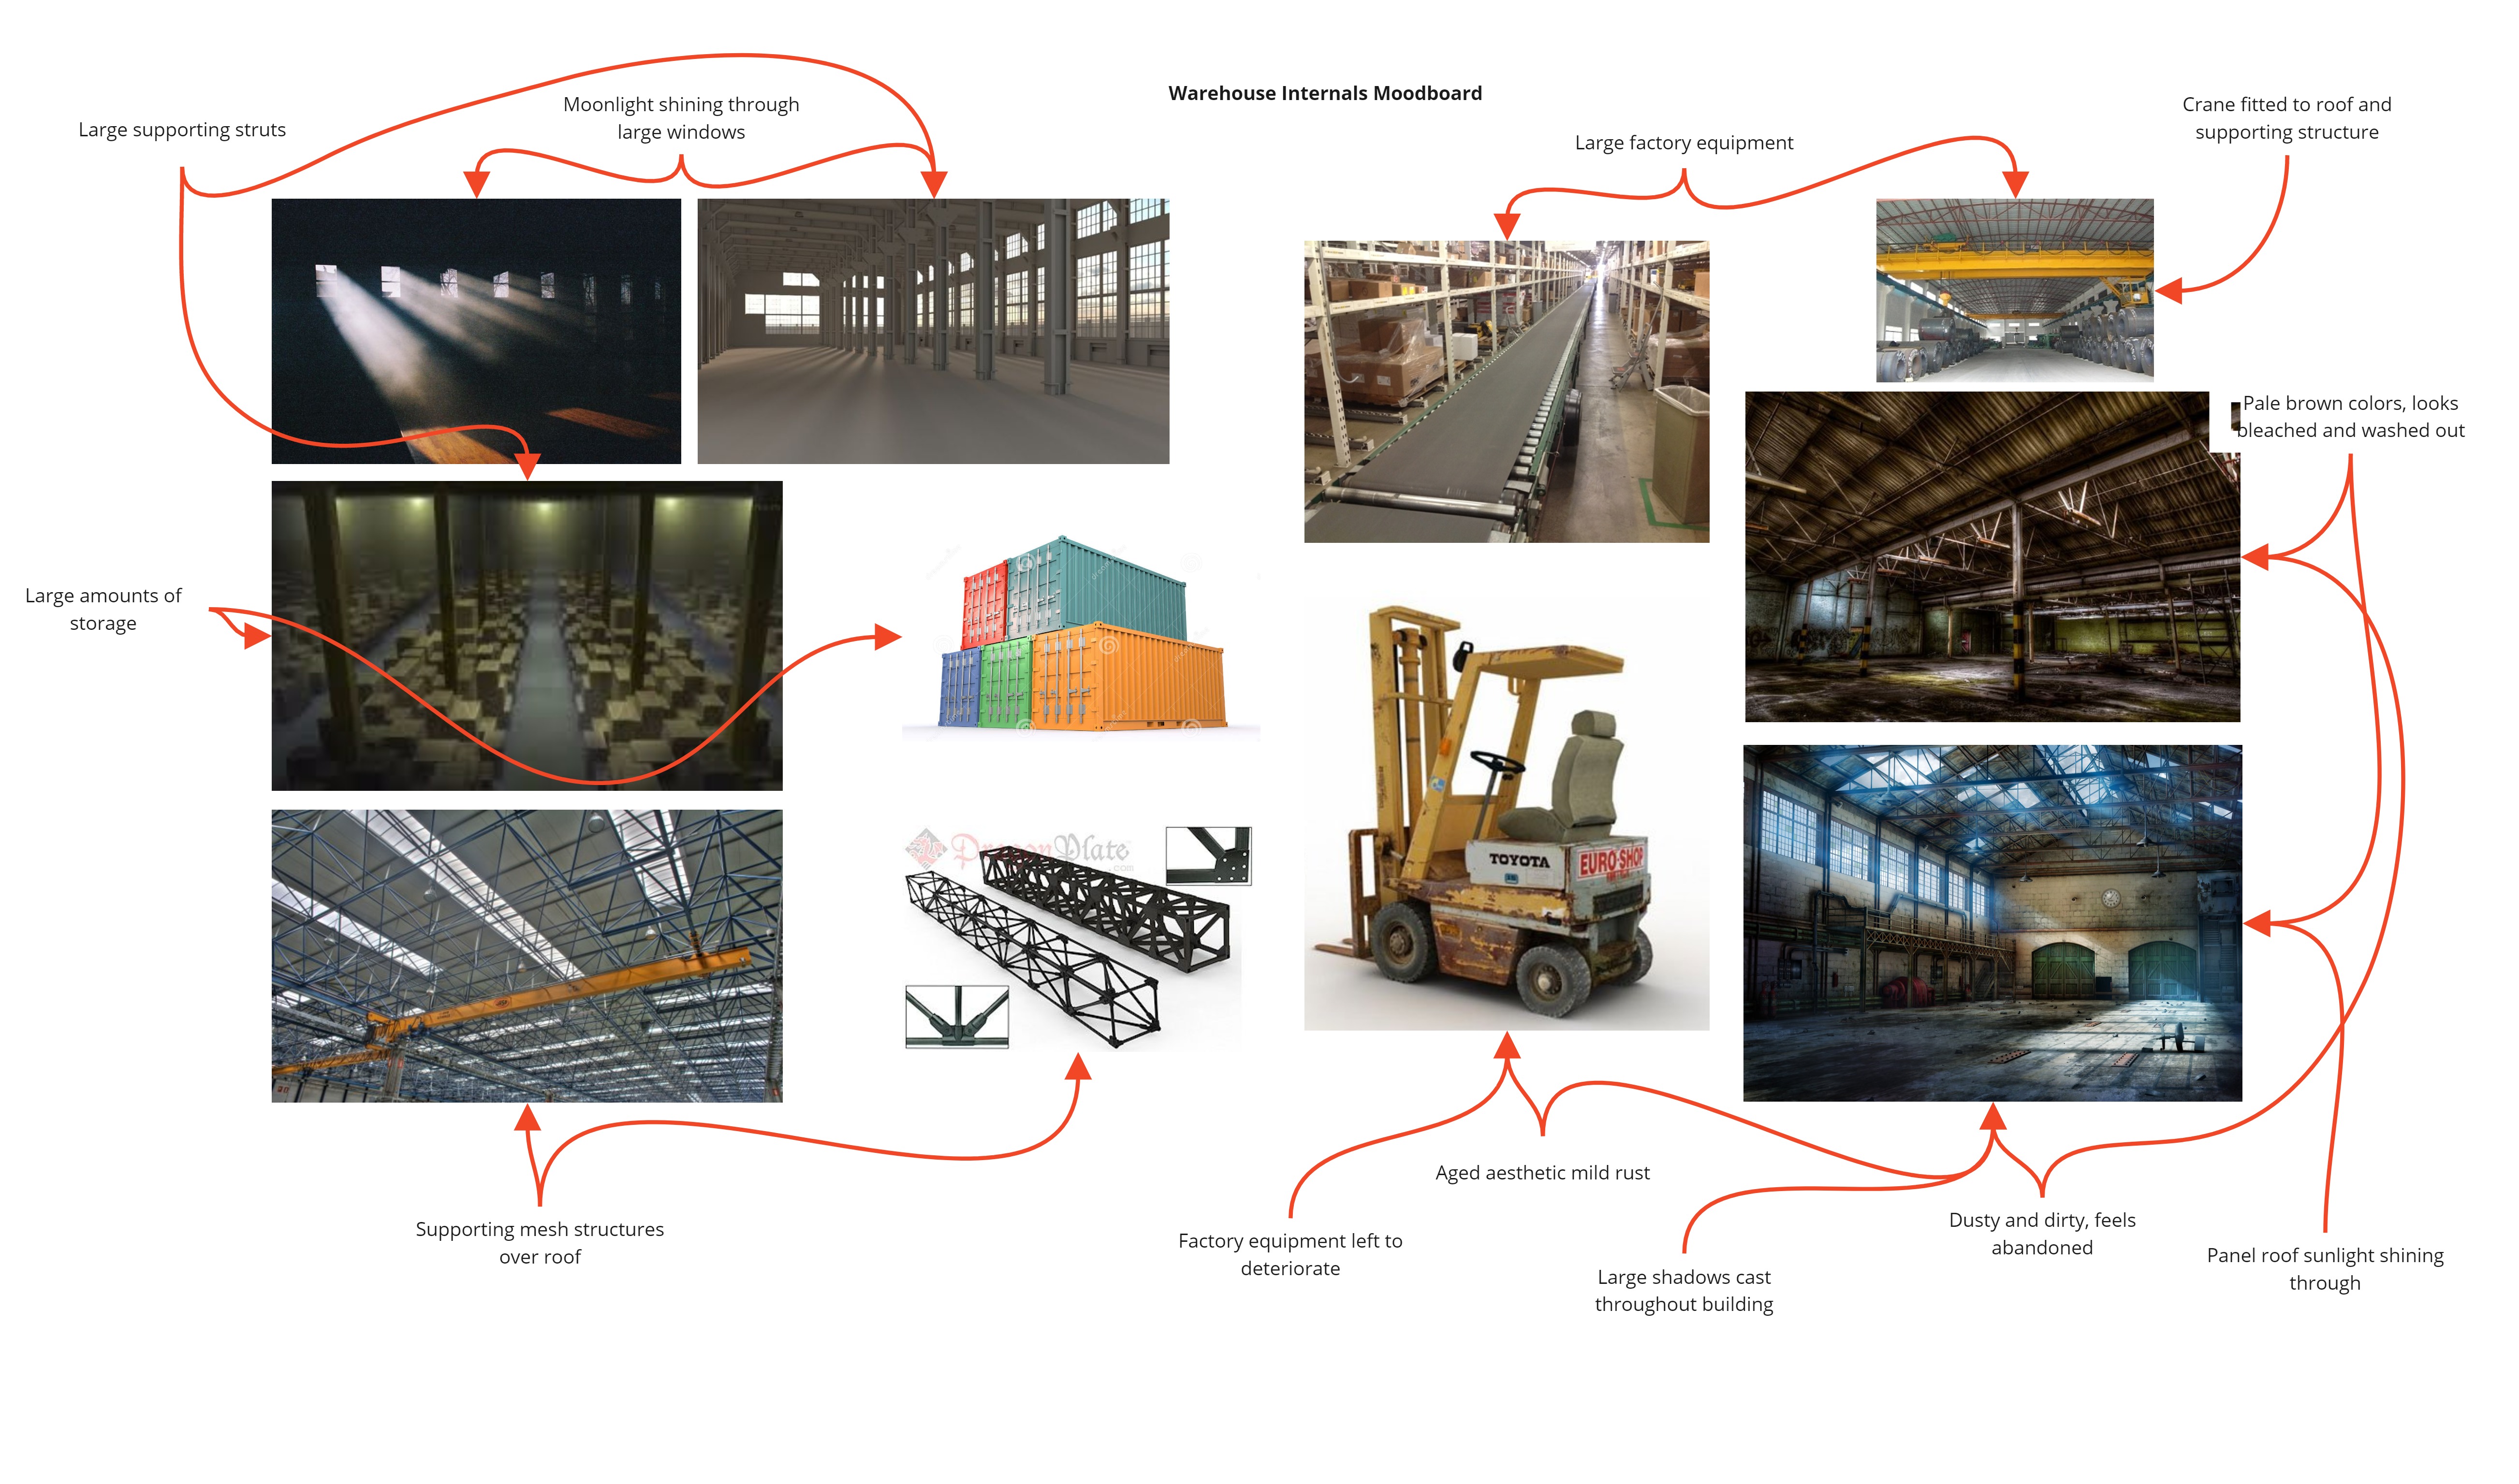 Warehouse Internals Moodboard
Large supporting struts
Moonlight shining through
large windows
Large factory equipment
Crane fitted to roof and
supporting structure
Pale brown colors, looks
bleached and washed out
Large amounts of
storage
DragonPlate
.com
TOYOTA
EURO-SHOP
Supporting mesh structures
over roof
Factory equipment left to
deteriorate
Aged aesthetic mild rust
Large shadows cast
throughout building
Dusty and dirty, feels
abandoned
Panel roof sunlight shining
through